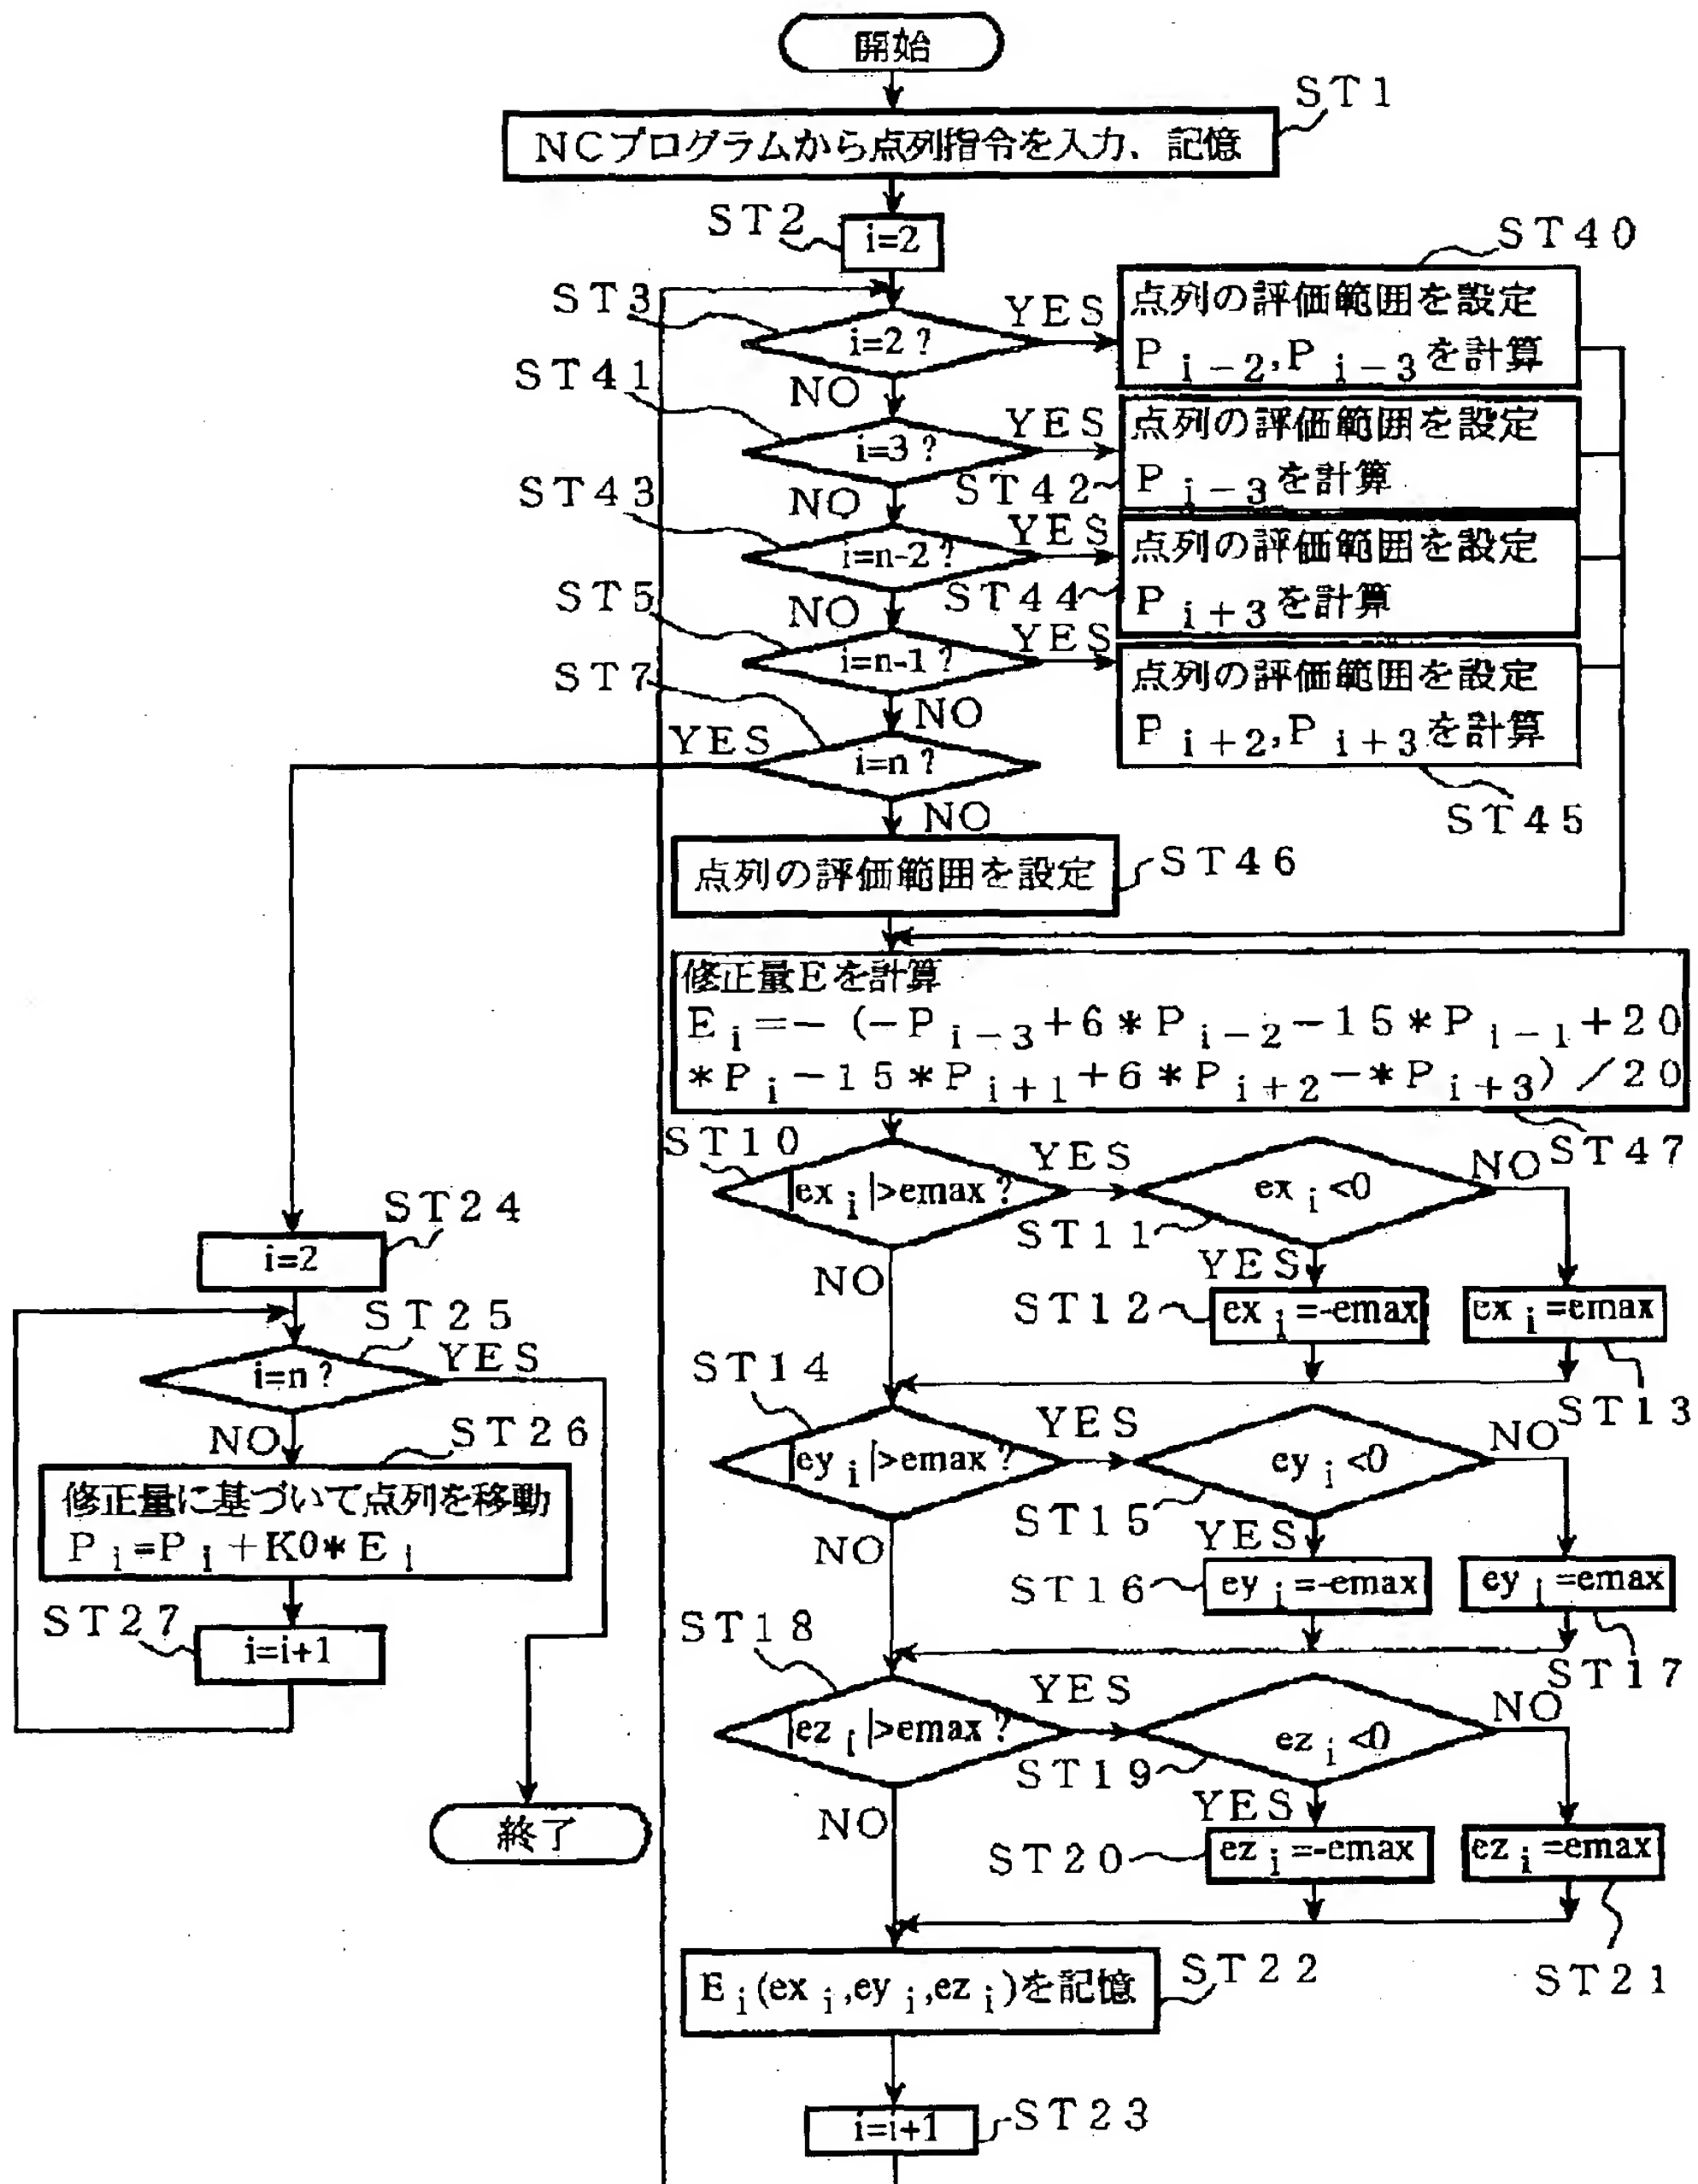 開始
ST1
NCプログラムから点列指令を入力、記憶
ST2
i=2
ST3
i=2?
YES
NO
ST40
点列の評価範囲を設定
P i-2,P i-3を計算
ST41
i=3?
YES
NO
ST42
点列の評価範囲を設定
P i-3を計算
ST43
i=n-2?
YES
NO
ST44
点列の評価範囲を設定
P i+3を計算
ST5
i=n-1?
YES
NO
点列の評価範囲を設定
P i+2,P i+3を計算
ST45
ST7
YES
i=n?
NO
点列の評価範囲を設定
ST46
修正量Eを計算
E i=-(-P i-3+6*P i-2-15*P i-1+20
*P i-15*P i+1+6*P i+2-*P i+3)/20
ST47
ST10
|ex i|>emax?
YES
NO
ex i<0
NO
ST11
YES
ST12
ex i=-emax
ex i=emax
ST13
ST14
|ey i|>emax?
YES
NO
ey i<0
NO
ST15
YES
ST16
ey i=-emax
ey i=emax
ST17
ST18
|ez i|>emax?
YES
NO
ez i<0
NO
ST19
YES
ST20
ez i=-emax
ez i=emax
ST21
E i(ex i,ey i,ez i)を記憶
ST22
i=i+1
ST23
ST24
i=2
ST25
i=n?
YES
NO
ST26
修正量に基づいて点列を移動
P i=P i+K0*E i
ST27
i=i+1
終了